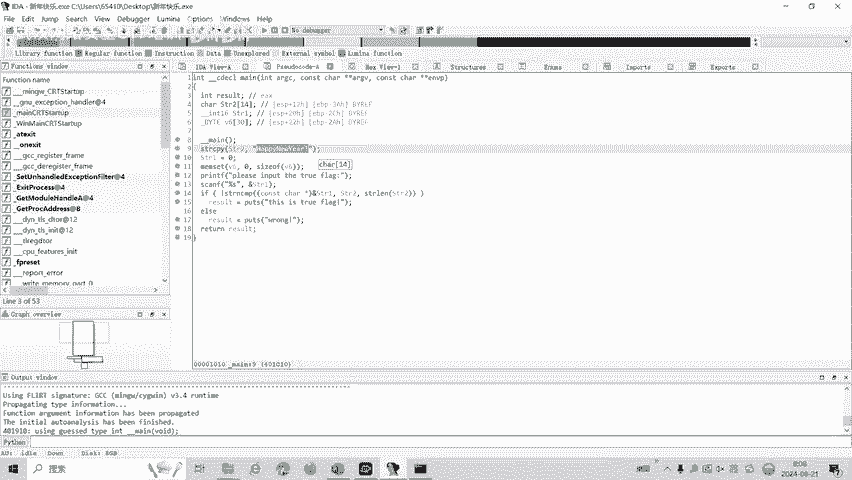 IDA - 新年快乐.exe C:\Users\65410\Desktop\新年快乐.exe
File Edit Jump Search View Debugger Lumina Options Windows Help
No debugger
Library function Regular function Instruction Data Unexplored External symbol Lumina function
Functions window IDA View-A Pseudocode-A Hex View-1 Structures Enums Imports Exports
Function name
__mingw_CRTStartup
__gnu_exception_handler@4
_mainCRTStartup
_WinMainCRTStartup
_atexit
__onexit
___gcc_register_frame
___gcc_deregister_frame
_SetUnhandledExceptionFilter@4
_ExitProcess@4
_GetModuleHandleA@4
_GetProcAddress@8
___dyn_tls_dtor@12
___dyn_tls_init@12
___tlregdtor
___cpu_features_init
_fpreset
___report_error
Line 3 of 53
Graph overview
1 int __cdecl main(int argc, const char **argv, const char **envp)
2 {
3 int result; // eax
4 char Str2[14]; // [esp+12h] [ebp-3Ah] BYREF
5 __int16 Str1; // [esp+20h] [ebp-2Ch] BYREF
6 _BYTE v6[30]; // [esp+22h] [ebp-2Ah] BYREF
7
8 __main();
9 strcpy(Str2, "HappyNewYear!");
10 Str1 = 0;
char[14]
11 memset(v6, 0, sizeof(v6));
12 printf("please input the true flag:");
13 scanf("%s", &Str1);
14 if ( !strncmp((const char *)&Str1, Str2, strlen(Str2)) )
15 result = puts("this is true flag!");
16 else
17 result = puts("wrong!");
18 return result;
19 }
00001010 _main:9 (401010)
Output window
Using FLIRT signature: GCC (mingw/cygwin) v3.4 runtime
Propagating type information...
Function argument information has been propagated
The initial autoanalysis has been finished.
401910: using guessed type int __main(void);
Python
AU: idle Down Disk: 8GB
搜索
8:08
2024-08-21